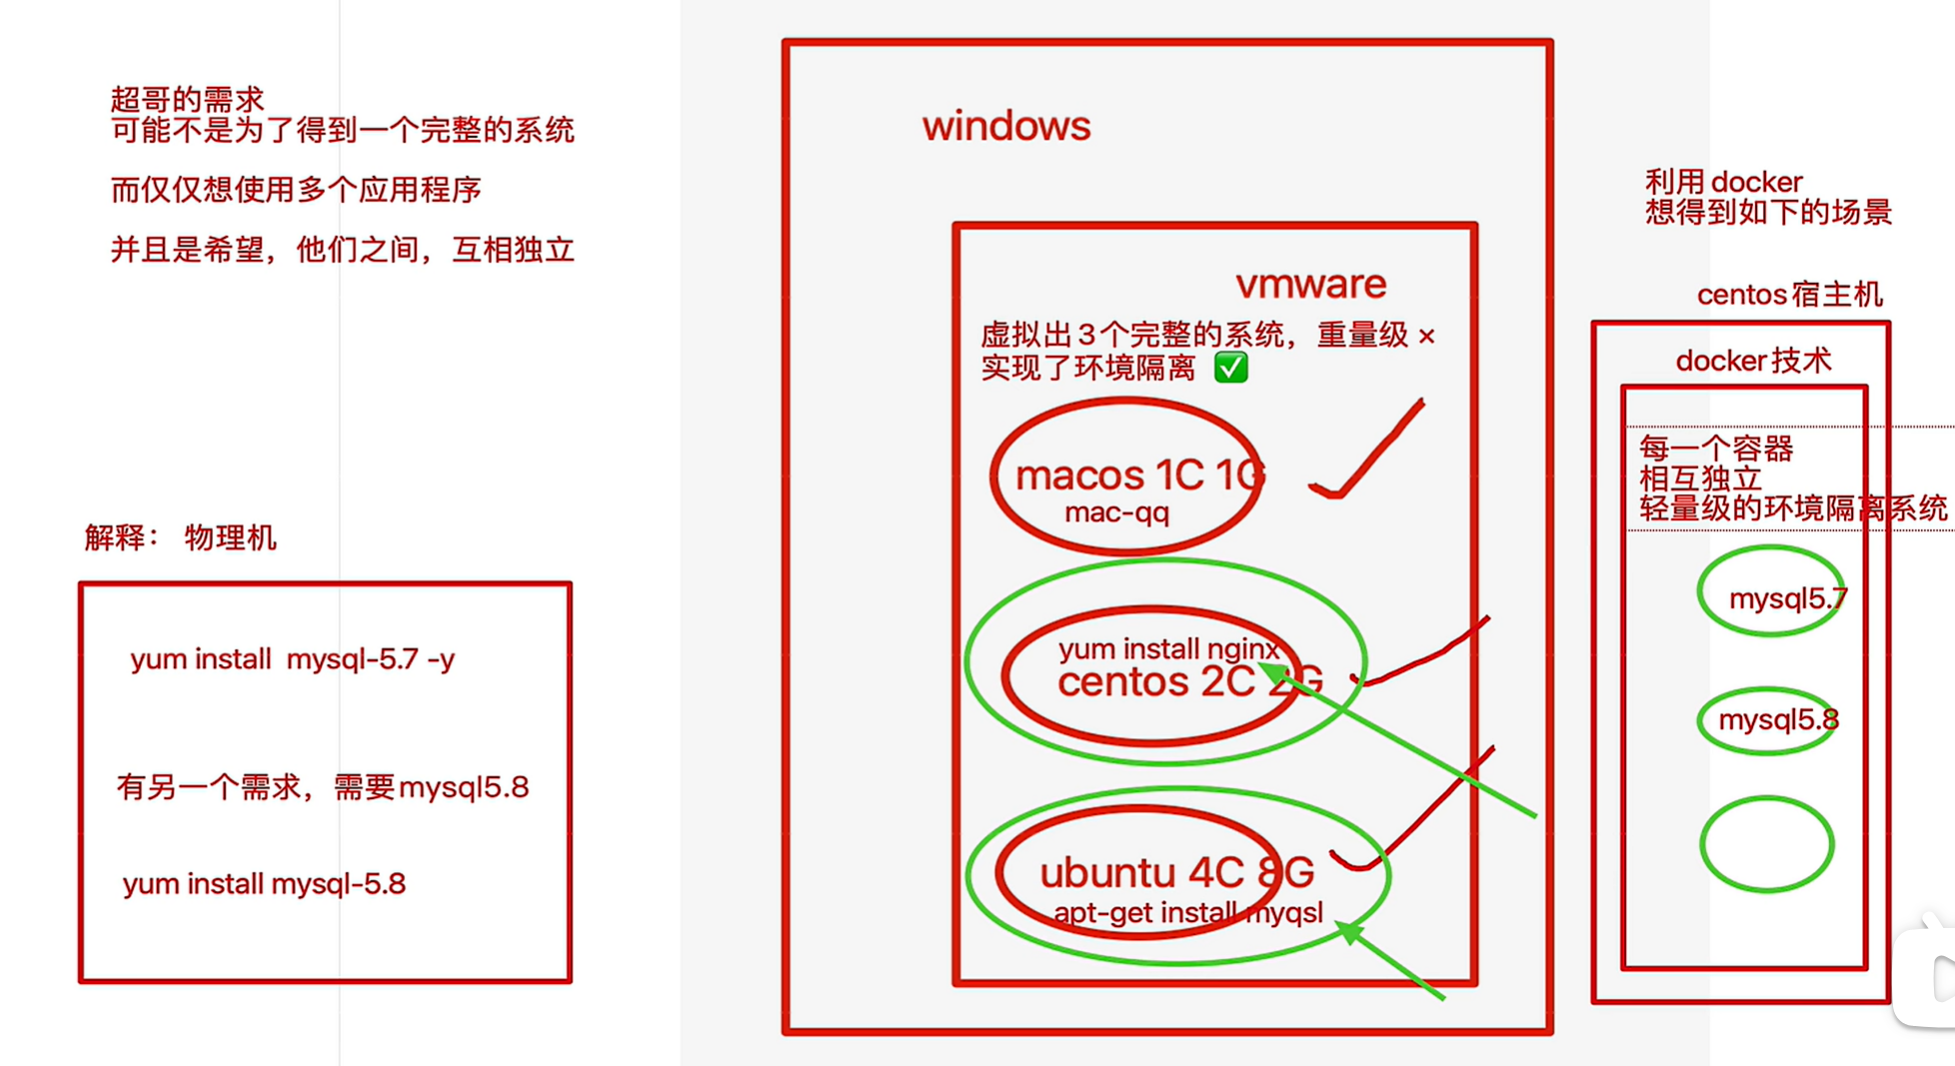 超哥的需求
可能不是为了得到一个完整的系统
而仅仅想使用多个应用程序
并且是希望，他们之间，互相独立
解释： 物理机
yum install mysql-5.7 -y
有另一个需求，需要mysql5.8
yum install mysql-5.8
windows
vmware
虚拟出3个完整的系统，重量级 ×
实现了环境隔离 ✅
macos 1C 1G
mac-qq
yum install nginx
centos 2C 2G
ubuntu 4C 8G
apt-get install myqsl
利用docker
想得到如下的场景
centos宿主机
docker技术
每一个容器
相互独立
轻量级的环境隔离系统
mysql5.7
mysql5.8